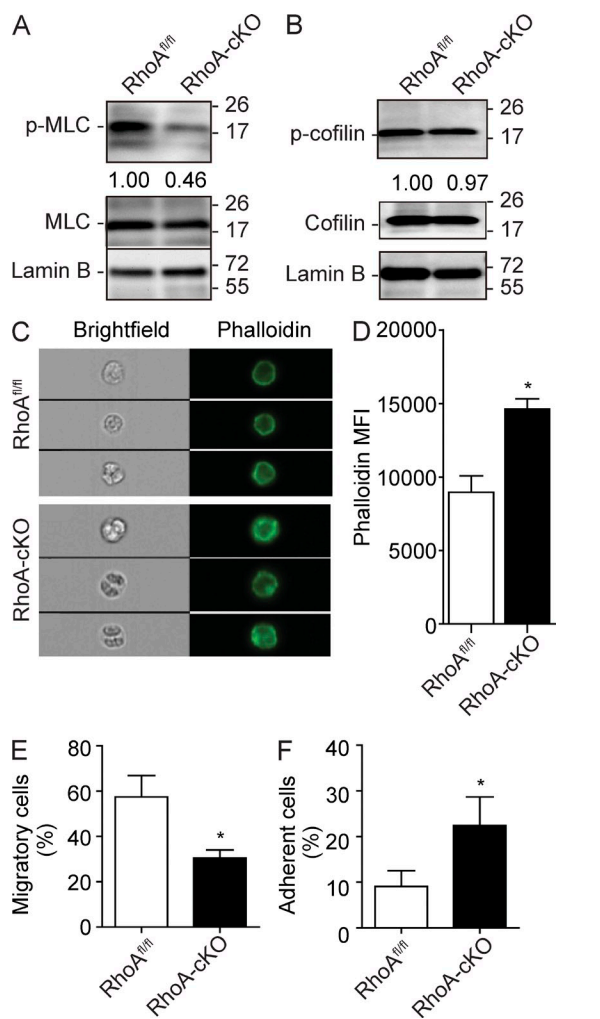 A
RhoAfl/fl
RhoA-cKO
p-MLC
26
17
1.00 0.46
MLC
26
17
Lamin B
72
55
B
RhoAfl/fl
RhoA-cKO
p-cofilin
26
17
1.00 0.97
Cofilin
26
17
Lamin B
72
55
C
Brightfield Phalloidin
RhoAfl/fl
RhoA-cKO
D
Phalloidin MFI
20000
15000
10000
5000
0
*
RhoAfl/fl
RhoA-cKO
E
Migratory cells
(%)
80
60
40
20
0
*
RhoAfl/fl
RhoA-cKO
F
Adherent cells
(%)
40
30
20
10
0
*
RhoAfl/fl
RhoA-cKO